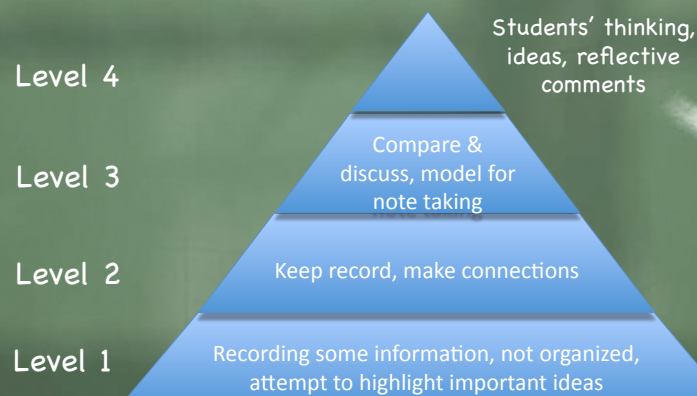 Students' thinking,
ideas, reflective
comments
Level 4
Compare &
discuss, model for
note taking
Level 3
Level 2
Keep record, make connections
Level 1
Recording some information, not organized,
attempt to highlight important ideas